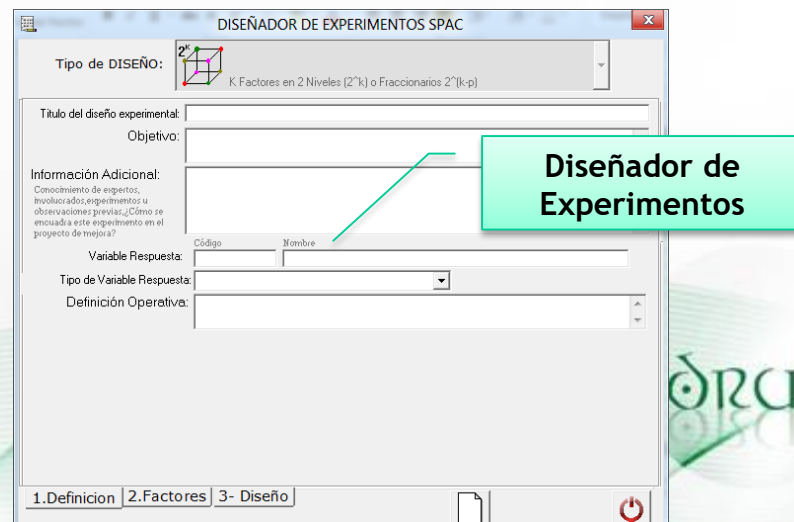 DISEÑADOR DE EXPERIMENTOS SPAC
x
Tipo de DISEÑO:
2ᴷ
K Factores en 2 Niveles (2^k) o Fraccionarios 2^(k-p)
Titulo del diseño experimental:
Objetivo:
Diseñador de
Experimentos
Información Adicional:
Conocimiento de expertos,
involucrados,experimentos u
observaciones previas,¿Cómo se
encuadra este experimento en el
proyecto de mejora?
Código Nombre
Variable Respuesta:
Tipo de Variable Respuesta:
Definición Operativa:
1.Definicion 2.Factores 3- Diseño